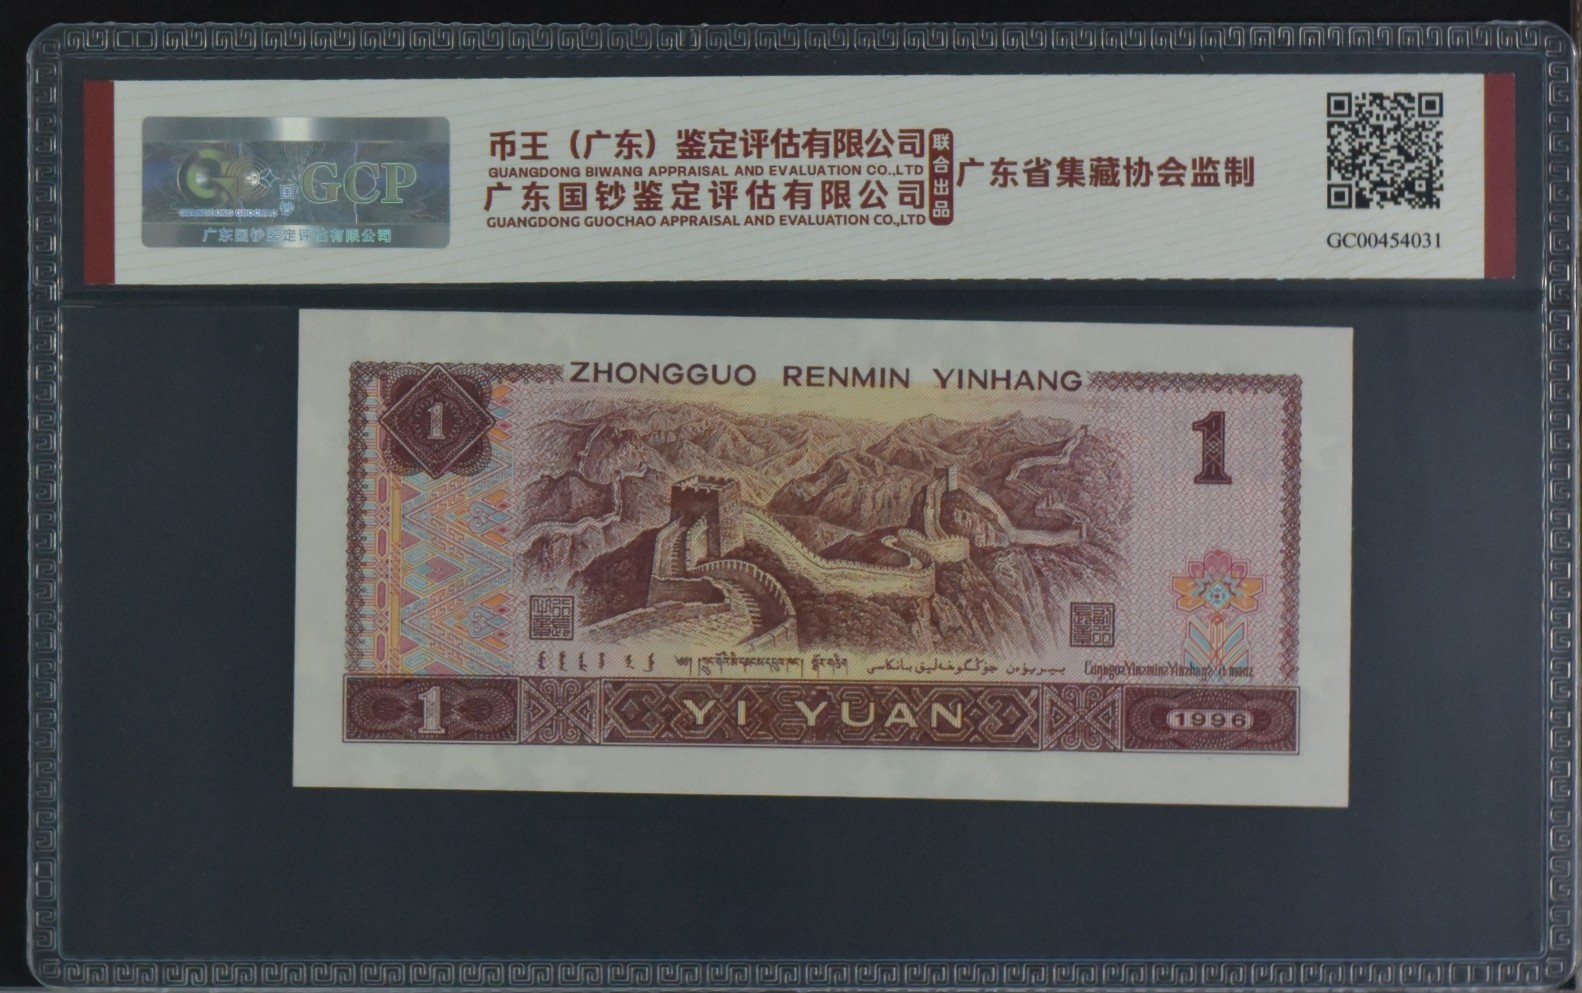 GCP
国钞
GUANGDONG GUOCHAO
广东国钞鉴定评估有限公司
币王（广东）鉴定评估有限公司
GUANGDONG BIWANG APPRAISAL AND EVALUATION CO.,LTD
广东国钞鉴定评估有限公司
GUANGDONG GUOCHAO APPRAISAL AND EVALUATION CO.,LTD
联合出品
广东省集藏协会监制
GC00454031
ZHONGGUO RENMIN YINHANG
1
1
1
YI YUAN
1996